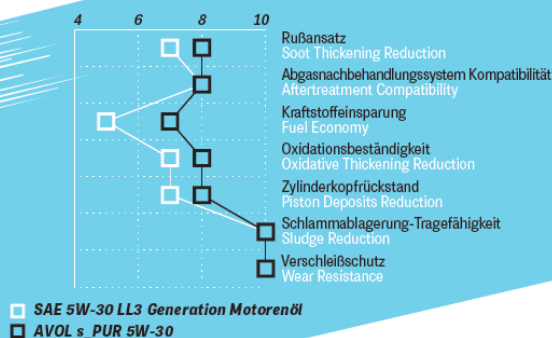 4 6 8 10
Rußansatz
Soot Thickening Reduction
Abgasnachbehandlungssystem Kompatibilität
Aftertreatment Compatibility
Kraftstoffeinsparung
Fuel Economy
Oxidationsbeständigkeit
Oxidative Thickening Reduction
Zylinderkopfrückstand
Piston Deposits Reduction
Schlammablagerung-Tragefähigkeit
Sludge Reduction
Verschleißschutz
Wear Resistance
SAE 5W-30 LL3 Generation Motorenöl
AVOL s_PUR 5W-30